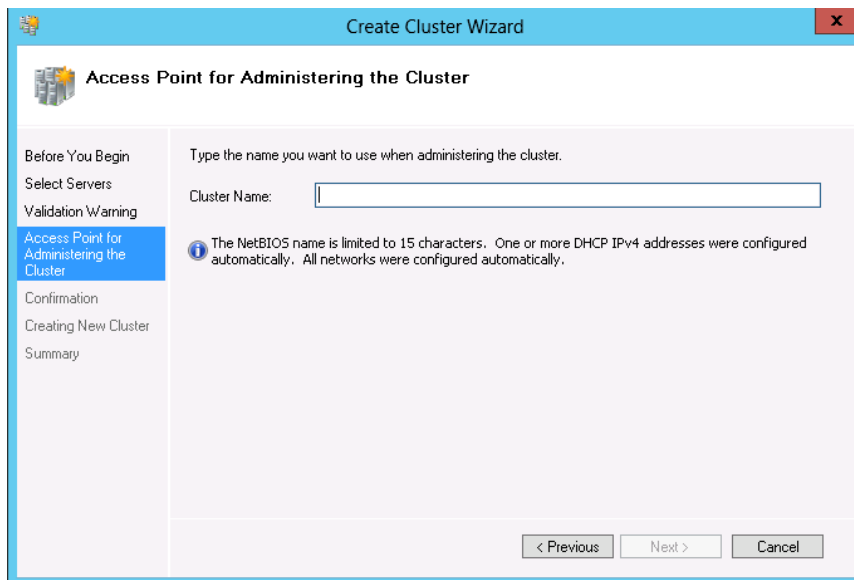 Create Cluster Wizard
x
Access Point for Administering the Cluster
Before You Begin
Select Servers
Validation Warning
Access Point for
Administering the
Cluster
Confirmation
Creating New Cluster
Summary
Type the name you want to use when administering the cluster.
Cluster Name:
The NetBIOS name is limited to 15 characters.  One or more DHCP IPv4 addresses were configured
automatically.  All networks were configured automatically.
< Previous
Next >
Cancel